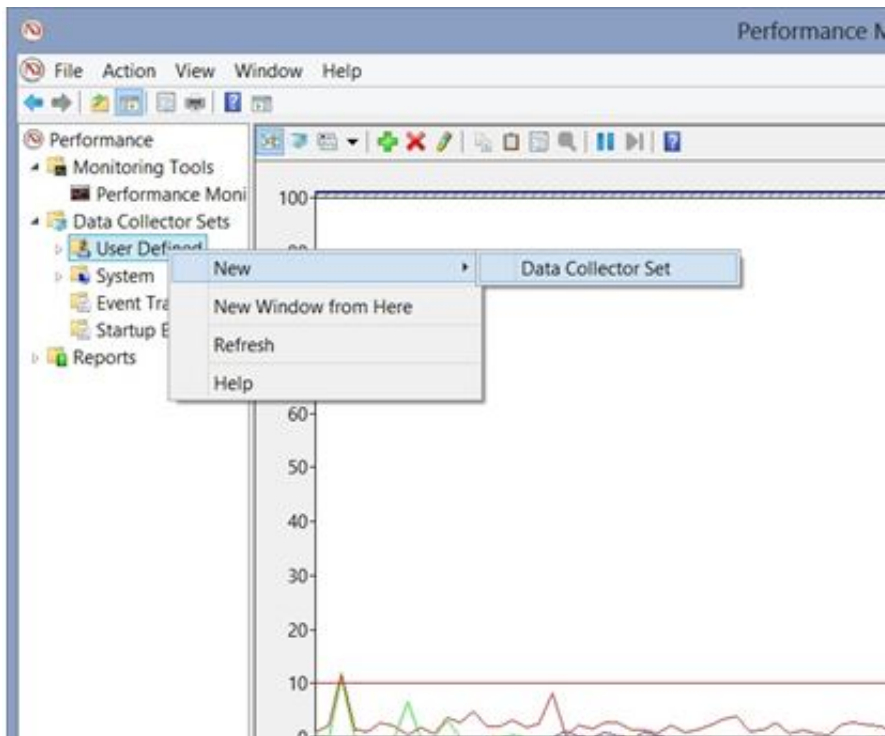 Performance M
File Action View Window Help
Performance
Monitoring Tools
Performance Moni
Data Collector Sets
User Defined
System
Event Tra
Startup E
Reports
New
New Window from Here
Refresh
Help
Data Collector Set
100
60
50
40
30
20
10